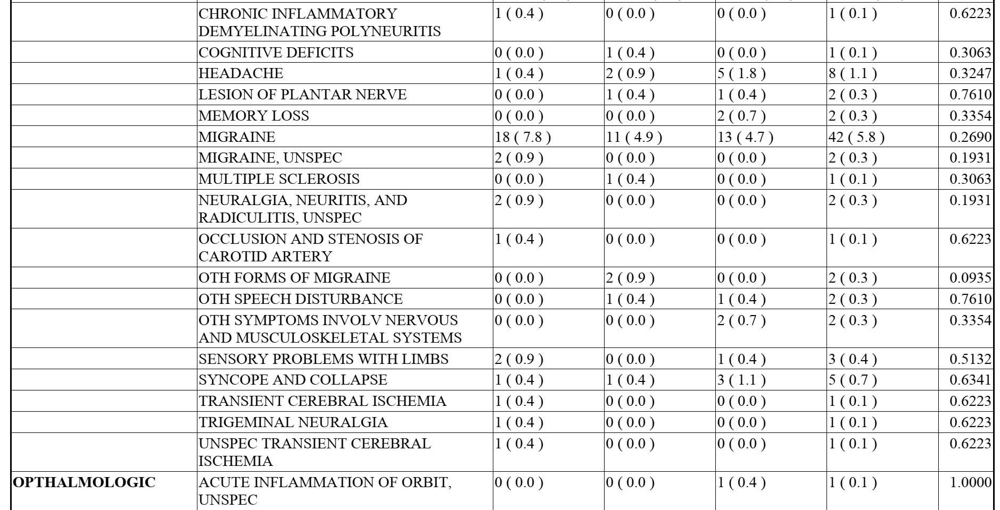 CHRONIC INFLAMMATORY 1 ( 0.4 ) 0 ( 0.0 ) 0 ( 0.0 ) 1 ( 0.1 ) 0.6223
DEMYELINATING POLYNEURITIS
COGNITIVE DEFICITS 0 ( 0.0 ) 1 ( 0.4 ) 0 ( 0.0 ) 1 ( 0.1 ) 0.3063
HEADACHE 1 ( 0.4 ) 2 ( 0.9 ) 5 ( 1.8 ) 8 ( 1.1 ) 0.3247
LESION OF PLANTAR NERVE 0 ( 0.0 ) 1 ( 0.4 ) 1 ( 0.4 ) 2 ( 0.3 ) 0.7610
MEMORY LOSS 0 ( 0.0 ) 0 ( 0.0 ) 2 ( 0.7 ) 2 ( 0.3 ) 0.3354
MIGRAINE 18 ( 7.8 ) 11 ( 4.9 ) 13 ( 4.7 ) 42 ( 5.8 ) 0.2690
MIGRAINE, UNSPEC 2 ( 0.9 ) 0 ( 0.0 ) 0 ( 0.0 ) 2 ( 0.3 ) 0.1931
MULTIPLE SCLEROSIS 0 ( 0.0 ) 1 ( 0.4 ) 0 ( 0.0 ) 1 ( 0.1 ) 0.3063
NEURALGIA, NEURITIS, AND 2 ( 0.9 ) 0 ( 0.0 ) 0 ( 0.0 ) 2 ( 0.3 ) 0.1931
RADICULITIS, UNSPEC
OCCLUSION AND STENOSIS OF 1 ( 0.4 ) 0 ( 0.0 ) 0 ( 0.0 ) 1 ( 0.1 ) 0.6223
CAROTID ARTERY
OTH FORMS OF MIGRAINE 0 ( 0.0 ) 2 ( 0.9 ) 0 ( 0.0 ) 2 ( 0.3 ) 0.0935
OTH SPEECH DISTURBANCE 0 ( 0.0 ) 1 ( 0.4 ) 1 ( 0.4 ) 2 ( 0.3 ) 0.7610
OTH SYMPTOMS INVOLV NERVOUS 0 ( 0.0 ) 0 ( 0.0 ) 2 ( 0.7 ) 2 ( 0.3 ) 0.3354
AND MUSCULOSKELETAL SYSTEMS
SENSORY PROBLEMS WITH LIMBS 2 ( 0.9 ) 0 ( 0.0 ) 1 ( 0.4 ) 3 ( 0.4 ) 0.5132
SYNCOPE AND COLLAPSE 1 ( 0.4 ) 1 ( 0.4 ) 3 ( 1.1 ) 5 ( 0.7 ) 0.6341
TRANSIENT CEREBRAL ISCHEMIA 1 ( 0.4 ) 0 ( 0.0 ) 0 ( 0.0 ) 1 ( 0.1 ) 0.6223
TRIGEMINAL NEURALGIA 1 ( 0.4 ) 0 ( 0.0 ) 0 ( 0.0 ) 1 ( 0.1 ) 0.6223
UNSPEC TRANSIENT CEREBRAL 1 ( 0.4 ) 0 ( 0.0 ) 0 ( 0.0 ) 1 ( 0.1 ) 0.6223
ISCHEMIA
OPTHALMOLOGIC ACUTE INFLAMMATION OF ORBIT, 0 ( 0.0 ) 0 ( 0.0 ) 1 ( 0.4 ) 1 ( 0.1 ) 1.0000
UNSPEC